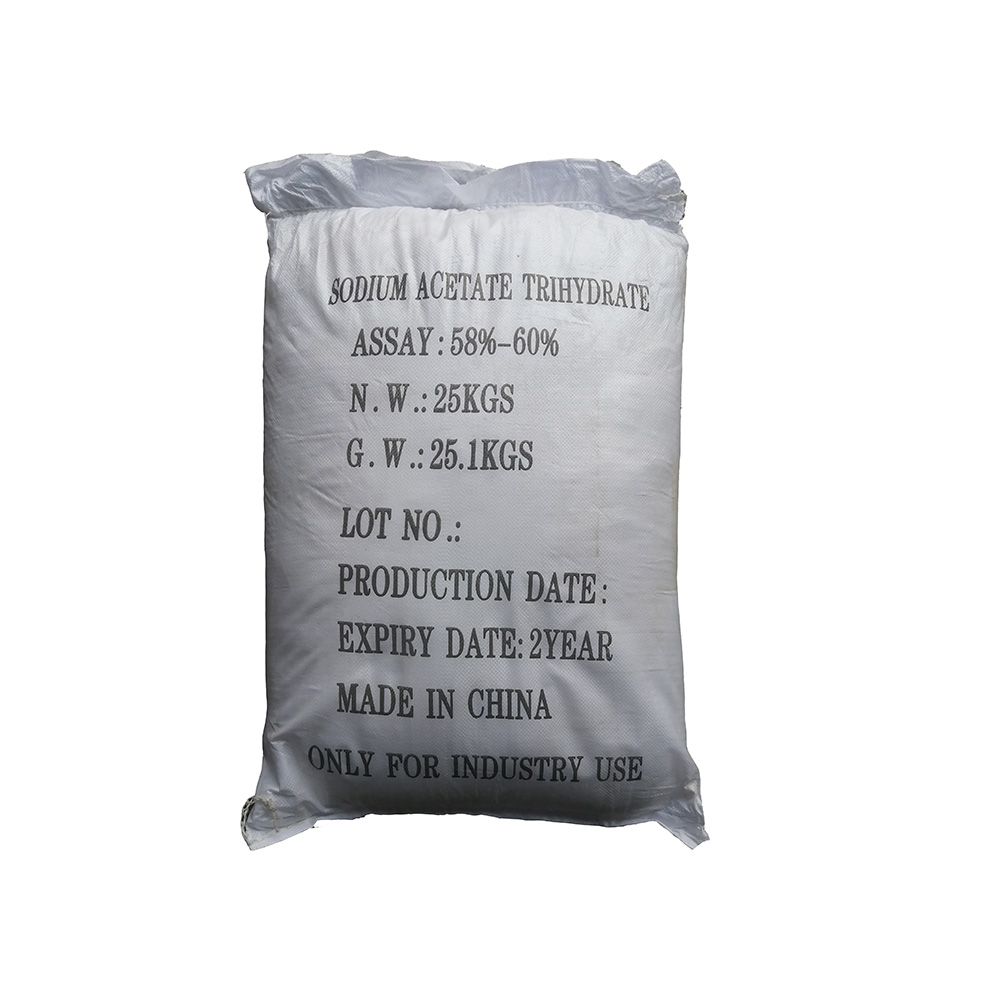 SODIUM ACETATE TRIHYDRATE
ASSAY:58%-60%
N.W.:25KGS
G.W.:25.1KGS
LOT NO.:
PRODUCTION DATE:
EXPIRY DATE:2YEAR
MADE IN CHINA
ONLY FOR INDUSTRY USE